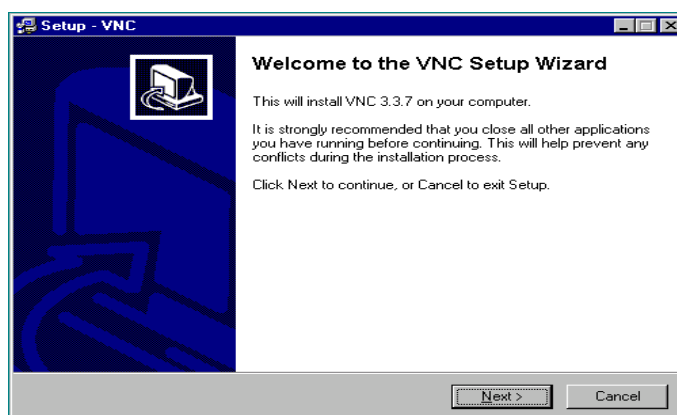 Setup - VNC
Welcome to the VNC Setup Wizard
This will install VNC 3.3.7 on your computer.
It is strongly recommended that you close all other applications
you have running before continuing. This will help prevent any
conflicts during the installation process.
Click Next to continue, or Cancel to exit Setup.
Next >
Cancel